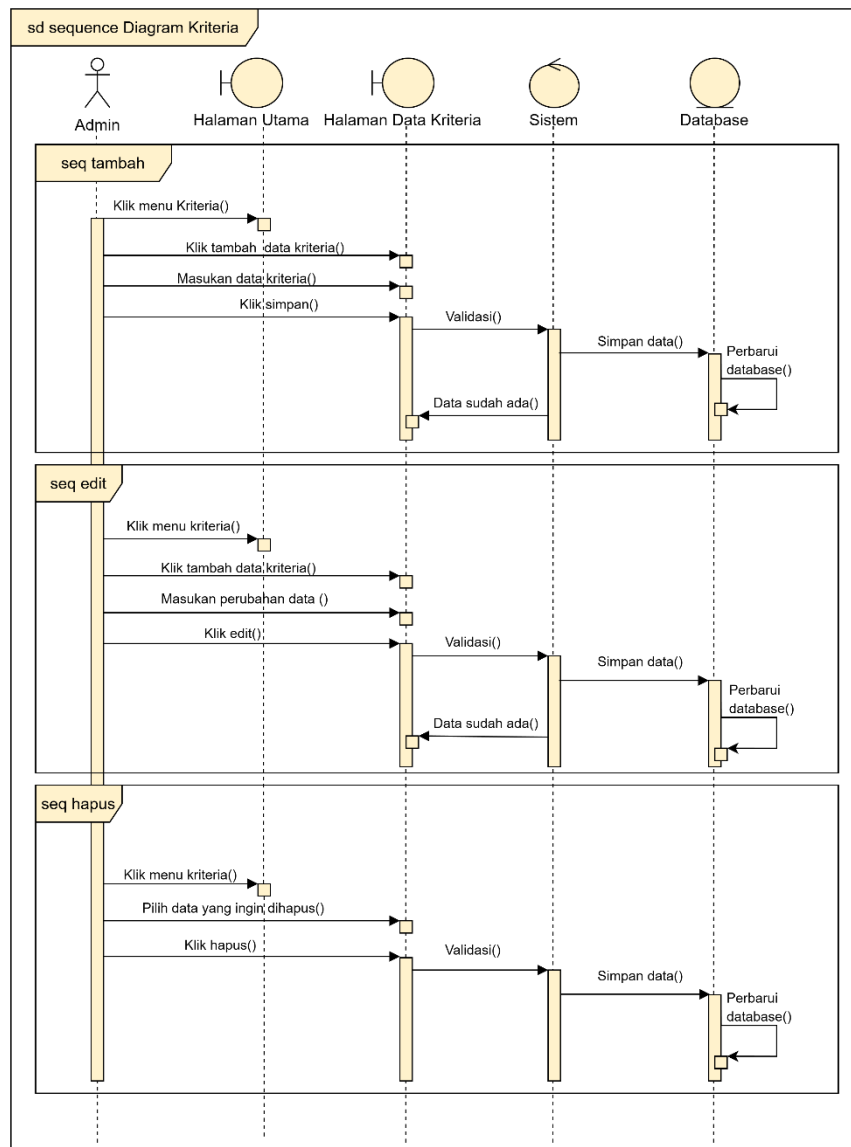 sd sequence Diagram Kriteria
Admin
Halaman Utama
Halaman Data Kriteria
Sistem
Database
seq tambah
Klik menu Kriteria()
Klik tambah data kriteria()
Masukan data kriteria()
Klik simpan()
Validasi()
Simpan data()
Perbarui
database()
Data sudah ada()
seq edit
Klik menu kriteria()
Klik tambah data kriteria()
Masukan perubahan data ()
Klik edit()
Validasi()
Simpan data()
Perbarui
database()
Data sudah ada()
seq hapus
Klik menu kriteria()
Pilih data yang ingin dihapus()
Klik hapus()
Validasi()
Simpan data()
Perbarui
database()